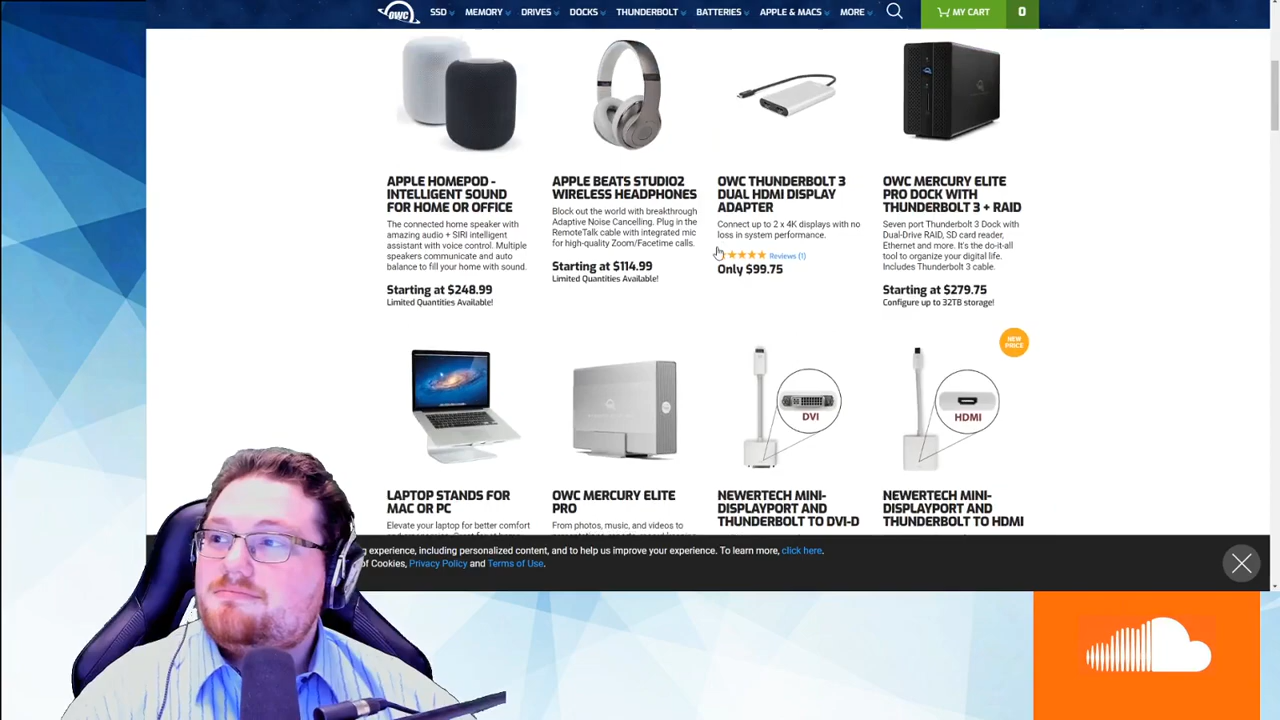 OWC
SSD
MEMORY
DRIVES
DOCKS
THUNDERBOLT
BATTERIES
APPLE & MACS
MORE
MY CART
0
APPLE HOMEPOD -
INTELLIGENT SOUND
FOR HOME OR OFFICE
The connected home speaker with
amazing audio + SIRI intelligent
assistant with voice control. Multiple
speakers communicate and auto
balance to fill your home with sound.
Starting at $248.99
Limited Quantities Available!
APPLE BEATS STUDIO2
WIRELESS HEADPHONES
Block out the world with breakthrough
Adaptive Noise Cancelling. Plug in the
RemoteTalk cable with integrated mic
for high-quality Zoom/Facetime calls.
Starting at $114.99
Limited Quantities Available!
OWC THUNDERBOLT 3
DUAL HDMI DISPLAY
ADAPTER
Connect up to 2 x 4K displays with no
loss in system performance.
Reviews (1)
Only $99.75
OWC MERCURY ELITE
PRO DOCK WITH
THUNDERBOLT 3 + RAID
Seven port Thunderbolt 3 Dock with
Dual-Drive RAID, SD card reader,
Ethernet and more. It's the do-it-all
tool to organize your digital life.
Includes Thunderbolt 3 cable.
Starting at $279.75
Configure up to 32TB storage!
NEW
PRICE
DVI
HDMI
LAPTOP STANDS FOR
MAC OR PC
Elevate your laptop for better comfort
OWC MERCURY ELITE
PRO
From photos, music, and videos to
NEWERTECH MINI-
DISPLAYPORT AND
THUNDERBOLT TO DVI-D
NEWERTECH MINI-
DISPLAYPORT AND
THUNDERBOLT TO HDMI
experience, including personalized content, and to help us improve your experience. To learn more, click here.
of Cookies, Privacy Policy and Terms of Use.